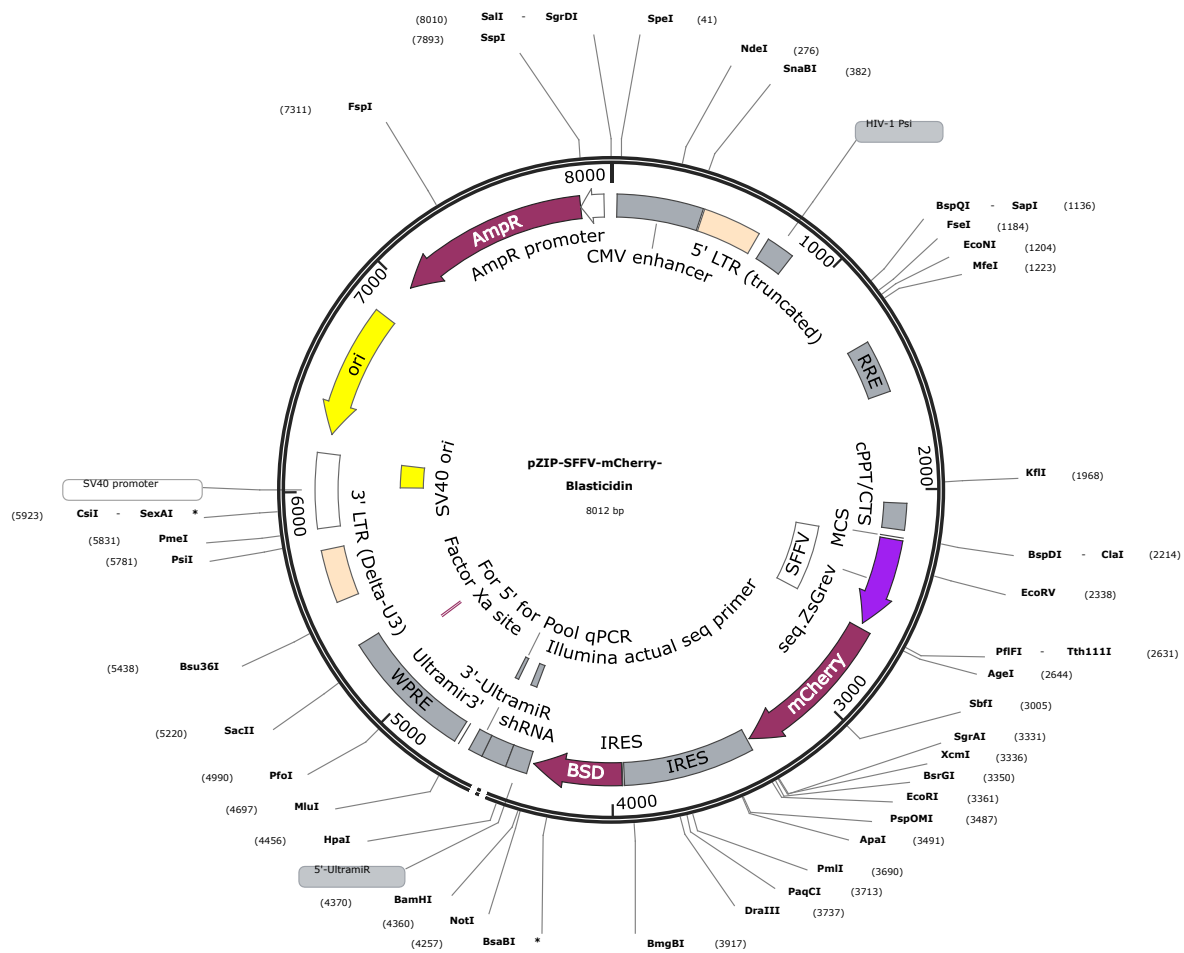 (8010) SalI - SgrDI
SpeI (41)
(7893) SspI
NdeI (276)
SnaBI (382)
(7311) FspI
HIV-1 Psi
8000
AmpR
AmpR promoter
CMV enhancer
5' LTR (truncated)
1000
BspQI - SapI (1136)
FseI (1184)
EcoNI (1204)
MfeI (1223)
7000
ori
RRE
SV40 ori
pZIP-SFFV-mCherry-
Blasticidin
8012 bp
cPPT/CTS
2000
KflI (1968)
SV40 promoter
(5923) CsiI - SexAI *
(5831) PmeI
(5781) PsiI
6000
3' LTR (Delta-U3)
MCS
SFFV
BspDI - ClaI (2214)
EcoRV (2338)
seq.ZsGrev
Factor Xa site
For 5' for Pool qPCR
Illumina actual seq primer
(5438) Bsu36I
PflFI - Tth111I (2631)
AgeI (2644)
mCherry
3000
SbfI (3005)
WPRE
Ultramir3'
3'-UltramiR
shRNA
(5220) SacII
5000
IRES
IRES
BSD
4000
SgrAI (3331)
XcmI (3336)
BsrGI (3350)
EcoRI (3361)
PspOMI (3487)
ApaI (3491)
(4990) PfoI
(4697) MluI
(4456) HpaI
5'-UltramiR
(4370) BamHI
(4360) NotI
(4257) BsaBI *
PmlI (3690)
PaqCI (3713)
DraIII (3737)
BmgBI (3917)